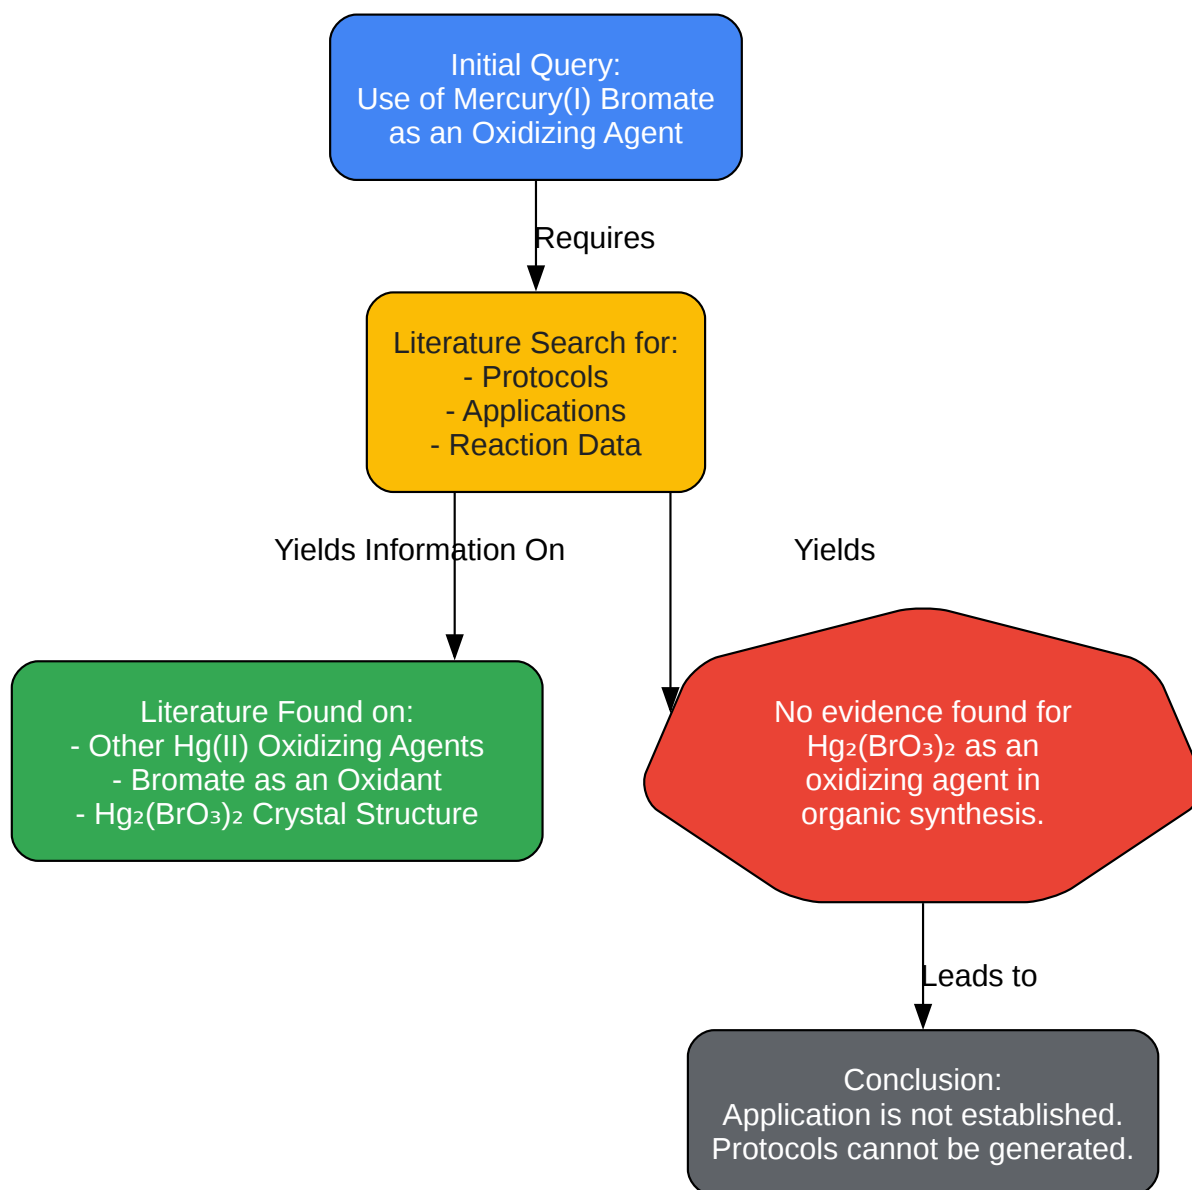 Initial Query:
Use of Mercury(I) Bromate
as an Oxidizing Agent
Requires
Literature Search for:
- Protocols
- Applications
- Reaction Data
Yields Information On
Yields
Literature Found on:
- Other Hg(II) Oxidizing Agents
- Bromate as an Oxidant
- Hg₂(BrO₃)₂ Crystal Structure
No evidence found for
Hg₂(BrO₃)₂ as an
oxidizing agent in
organic synthesis.
Leads to
Conclusion:
Application is not established.
Protocols cannot be generated.